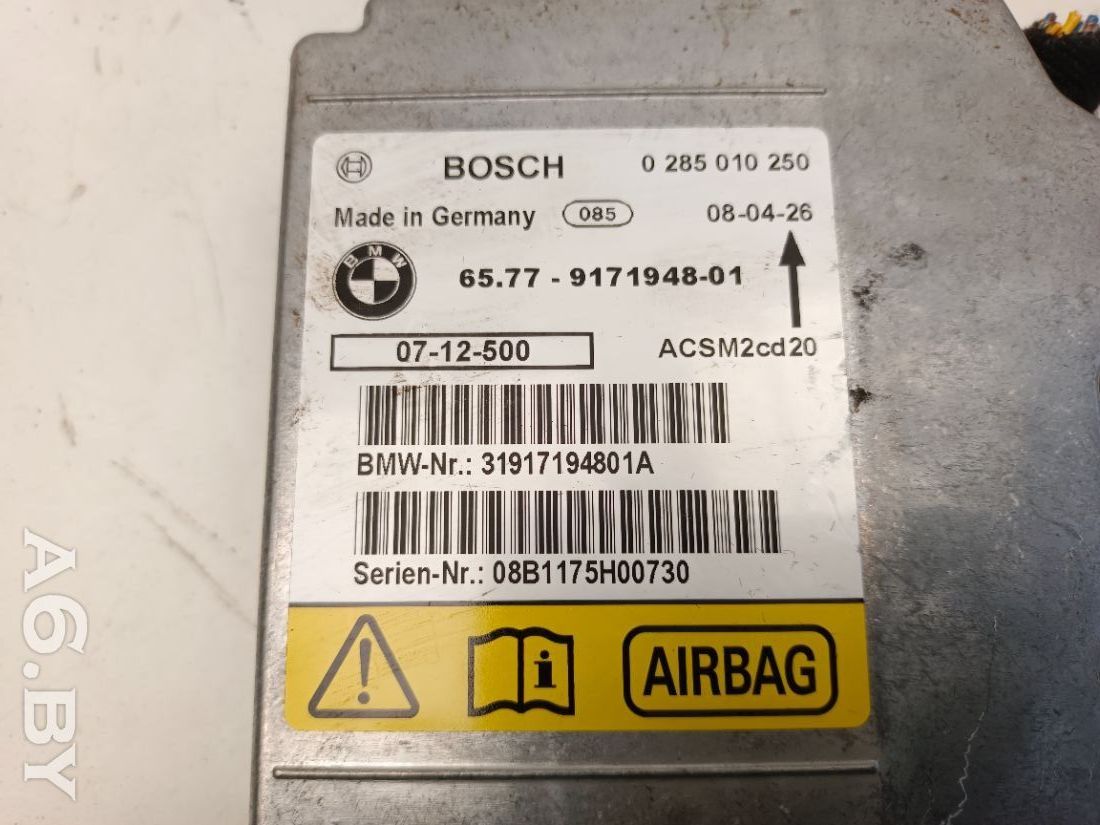 BOSCH 0 285 010 250
Made in Germany 085 08-04-26
BMW 65.77 - 9171948-01
07-12-500 ACSM2cd20
BMW-Nr.: 31917194801A
Serien-Nr.: 08B1175H00730
i AIRBAG
A6.BY